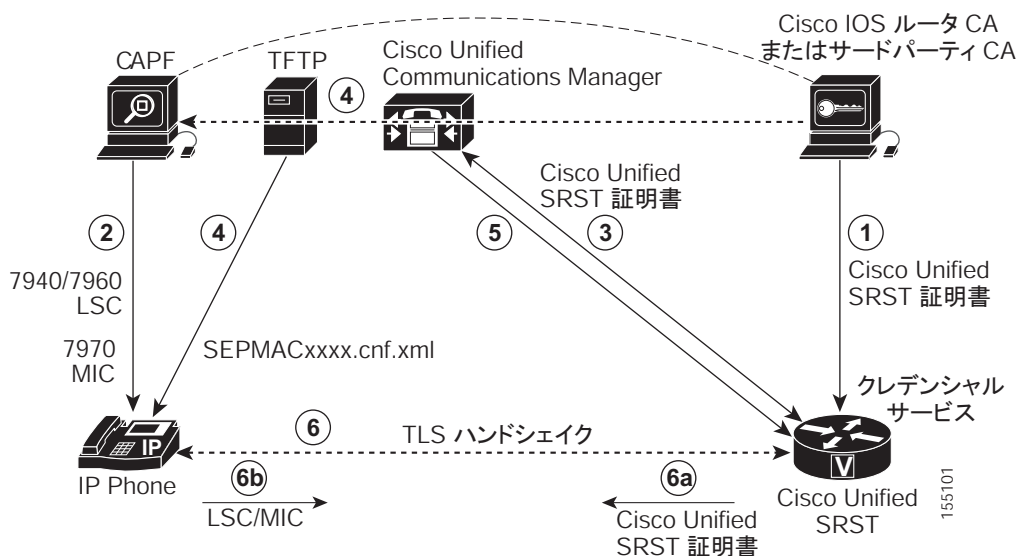 Cisco IOS ルータ CA
またはサードパーティ CA
CAPF
TFTP
Cisco Unified
Communications Manager
4
Cisco Unified
SRST 証明書
2
4
5
3
1
7940/7960
LSC
Cisco Unified
SRST 証明書
7970
MIC
SEPMACxxxx.cnf.xml
クレデンシャル
サービス
6
TLS ハンドシェイク
IP
V
IP Phone
6b
LSC/MIC
6a
Cisco Unified
SRST 証明書
Cisco Unified
SRST
155101